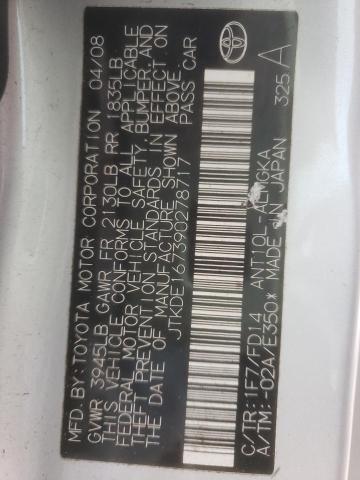 MFD. BY: TOYOTA MOTOR CORPORATION 04/08
GVWR 3945LB GAWR FR 2130LB RR 1835LB
THIS VEHICLE CONFORMS TO ALL APPLICABLE
FEDERAL MOTOR VEHICLE SAFETY, BUMPER, AND
THEFT PREVENTION STANDARDS IN EFFECT ON
THE DATE OF MANUFACTURE SHOWN ABOVE.
JTKDE167390278717 PASS CAR
C/TR: 1F7/FD14 ANT10L- GKA
A/TM: -02A/E350* MADE IN JAPAN 325 A